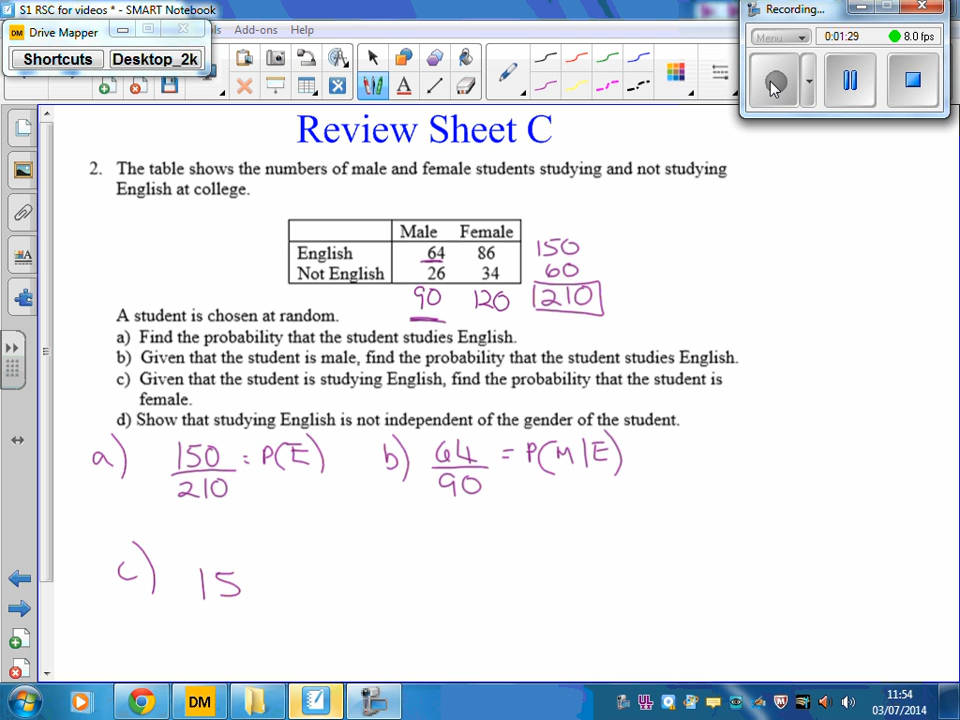 S1 RSC for videos * - SMART Notebook
Recording...
DM Drive Mapper
Add-ons Help
Menu 0:01:29 8.0 fps
Shortcuts Desktop_2k
Review Sheet C
2. The table shows the numbers of male and female students studying and not studying
English at college.
Male Female
English 64 86 150
Not English 26 34 60
90 120 210
A student is chosen at random.
a) Find the probability that the student studies English.
b) Given that the student is male, find the probability that the student studies English.
c) Given that the student is studying English, find the probability that the student is
female.
d) Show that studying English is not independent of the gender of the student.
a) 150/210 = P(E) b) 64/90 = P(M|E)
c) 15
DM
11:54
03/07/2014